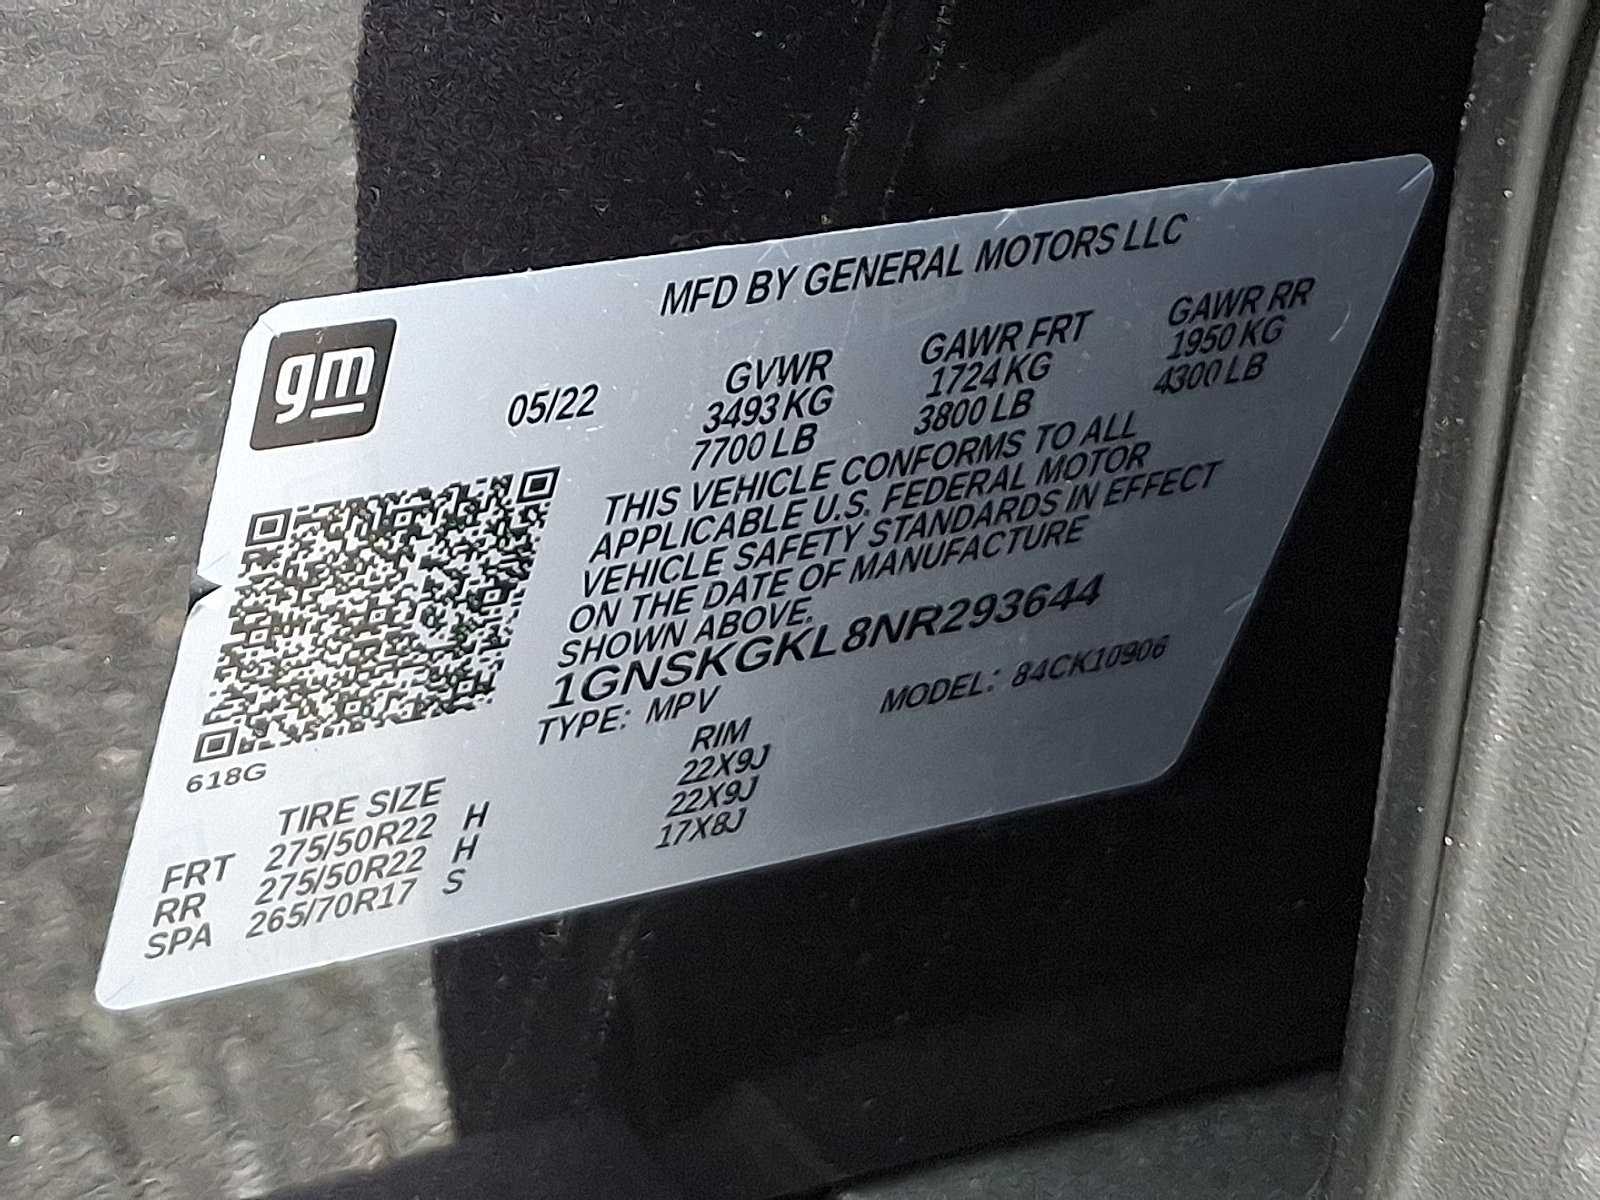 MFD BY GENERAL MOTORS LLC
gm
05/22
GVWR GAWR FRT GAWR RR
3493 KG 1724 KG 1950 KG
7700 LB 3800 LB 4300 LB
THIS VEHICLE CONFORMS TO ALL
APPLICABLE U.S. FEDERAL MOTOR
VEHICLE SAFETY STANDARDS IN EFFECT
ON THE DATE OF MANUFACTURE
SHOWN ABOVE.
1GNSKGKL8NR293644
TYPE: MPV MODEL: 84CK10906
618G
TIRE SIZE RIM
FRT 275/50R22 H 22X9J
RR 275/50R22 H 22X9J
SPA 265/70R17 S 17X8J